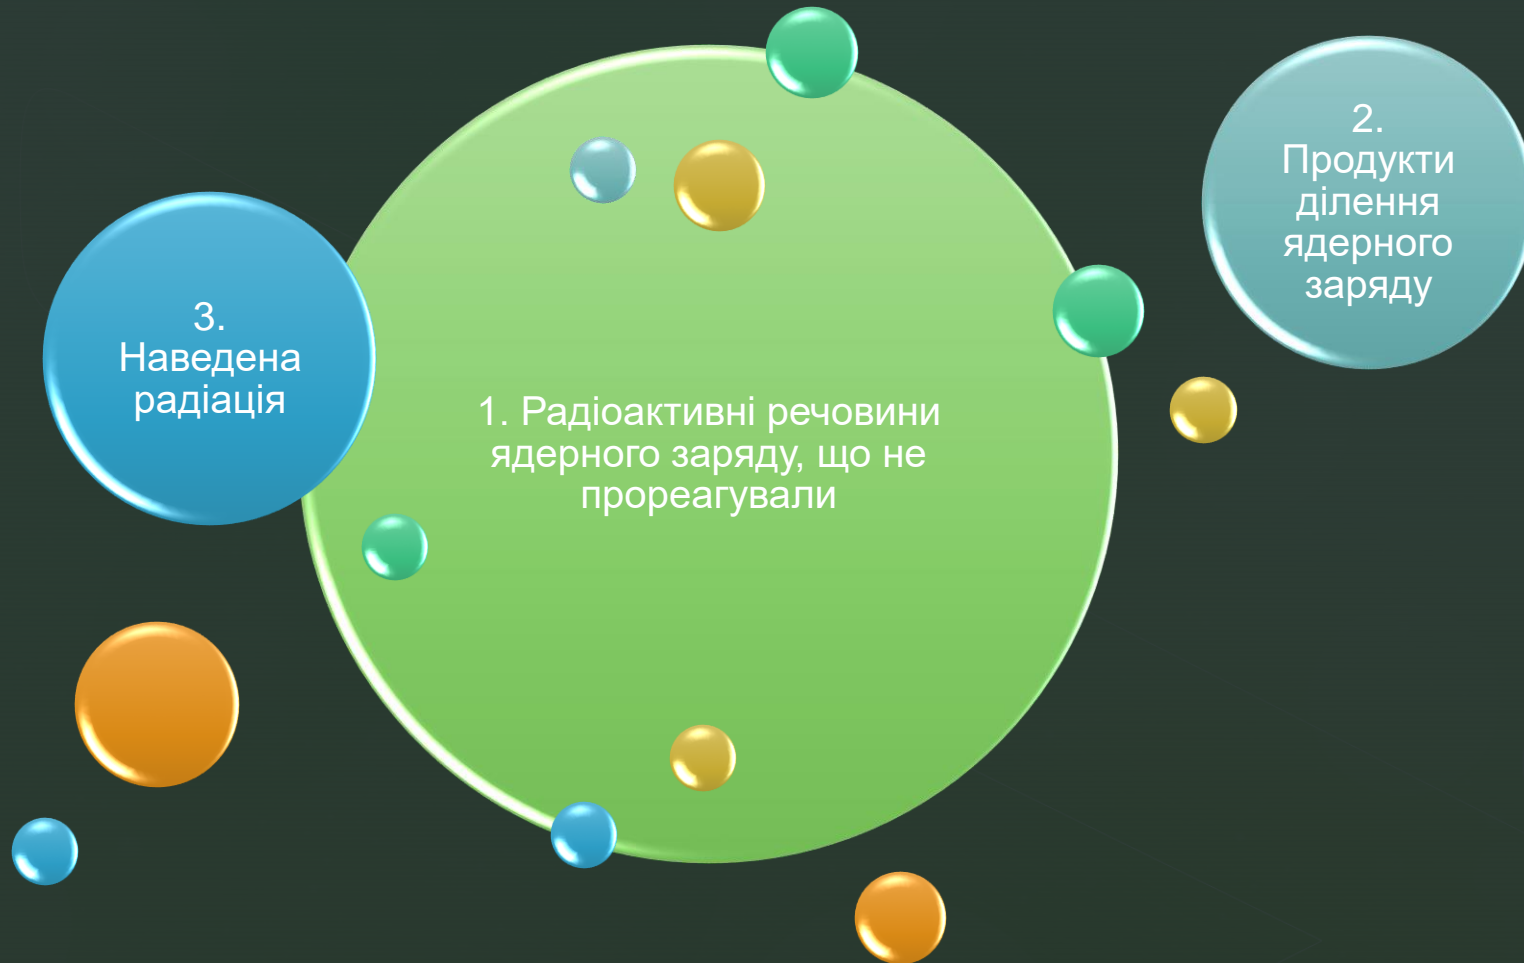 1. Радіоактивні речовини
ядерного заряду, що не
прореагували
2.
Продукти
ділення
ядерного
заряду
3.
Наведена
радіація